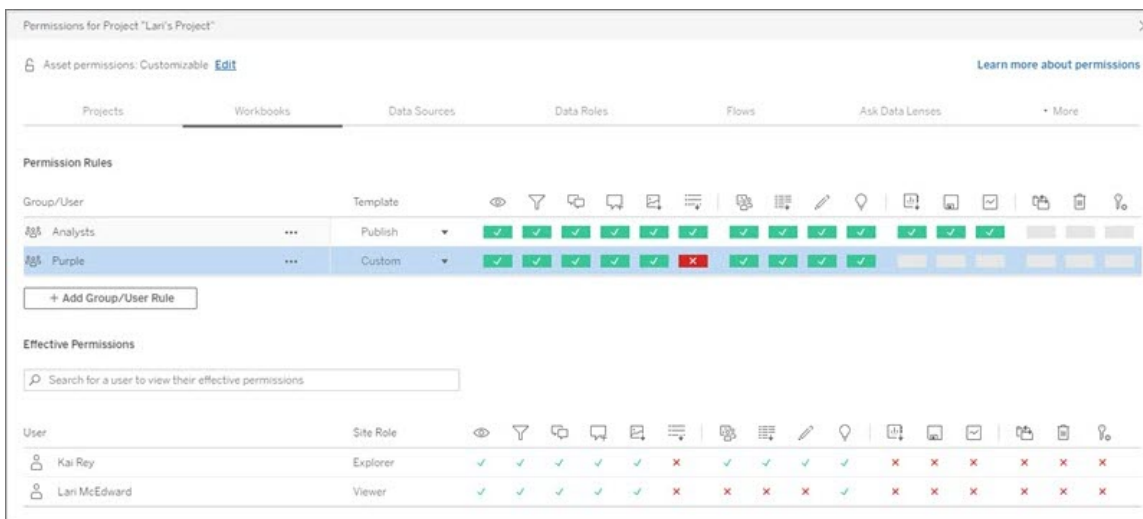 Permissions for Project "Lari's Project"
Asset permissions: Customizable Edit Learn more about permissions
Projects Workbooks Data Sources Data Roles Flows Ask Data Lenses More
Permission Rules
Group/User Template
Analysts ••• Publish
Purple ••• Custom
+ Add Group/User Rule
Effective Permissions
Search for a user to view their effective permissions
User Site Role
Kai Rey Explorer
Lari McEdward Viewer